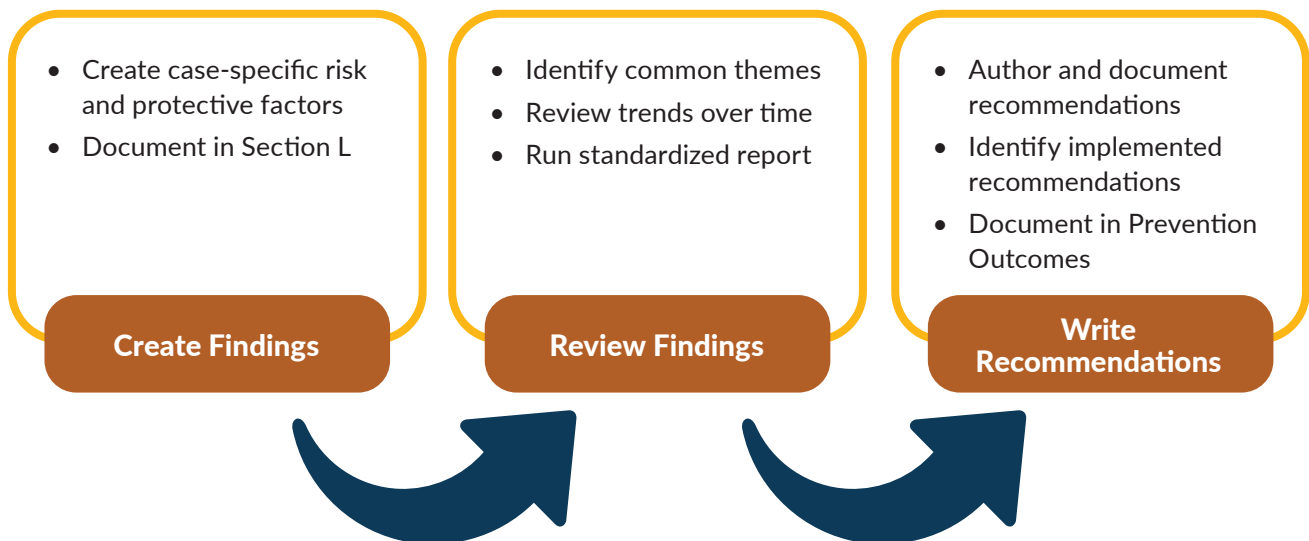 • Create case-specific risk
and protective factors
• Document in Section L
Create Findings
• Identify common themes
• Review trends over time
• Run standardized report
Review Findings
• Author and document
recommendations
• Identify implemented
recommendations
• Document in Prevention
Outcomes
Write
Recommendations